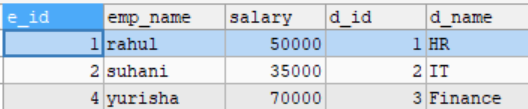 e_id emp_name salary d_id d_name
1 rahul 50000 1 HR
2 suhani 35000 2 IT
4 yurisha 70000 3 Finance